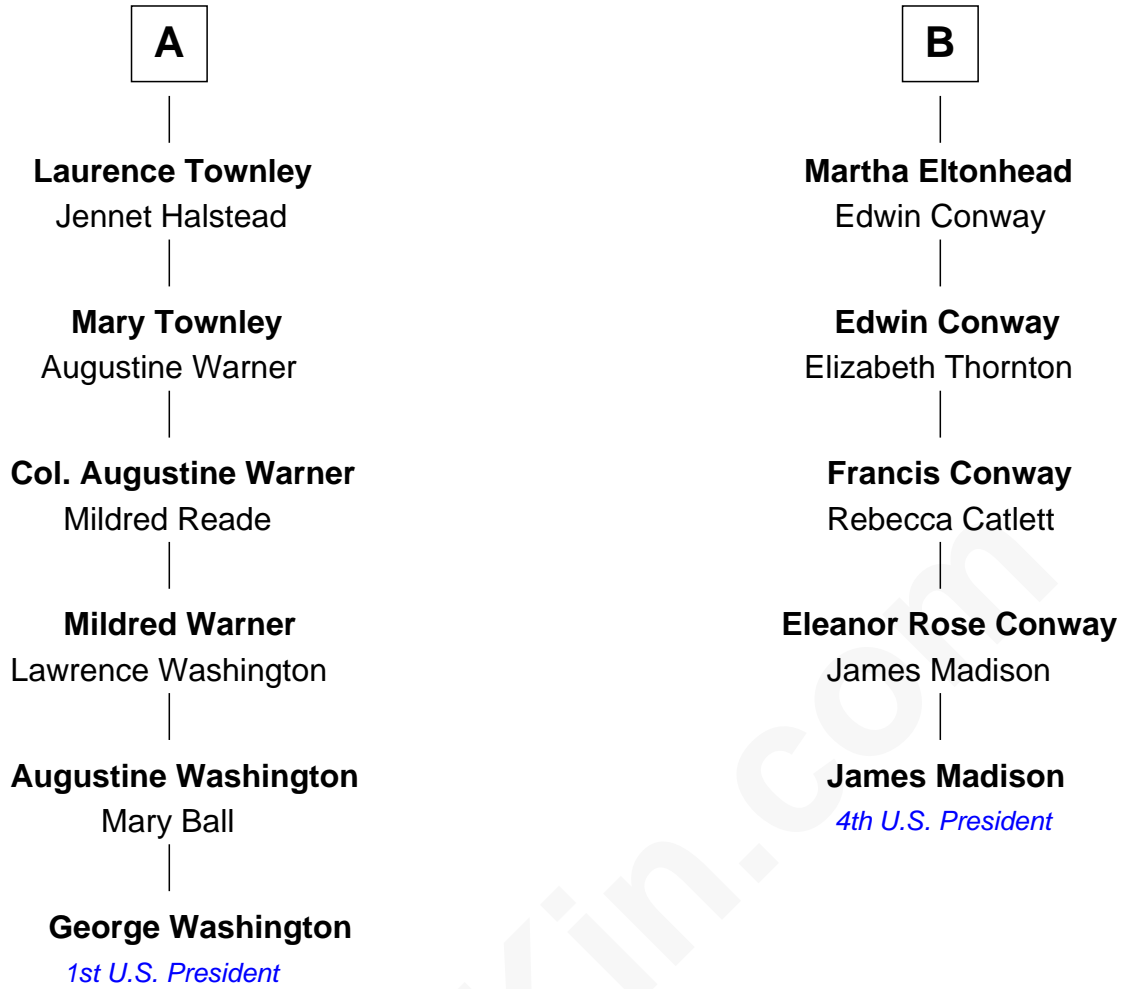 A
Laurence Townley
Jennet Halstead
Mary Townley
Augustine Warner
Col. Augustine Warner
Mildred Reade
Mildred Warner
Lawrence Washington
Augustine Washington
Mary Ball
George Washington
1st U.S. President
B
Martha Eltonhead
Edwin Conway
Edwin Conway
Elizabeth Thornton
Francis Conway
Rebecca Catlett
Eleanor Rose Conway
James Madison
James Madison
4th U.S. President